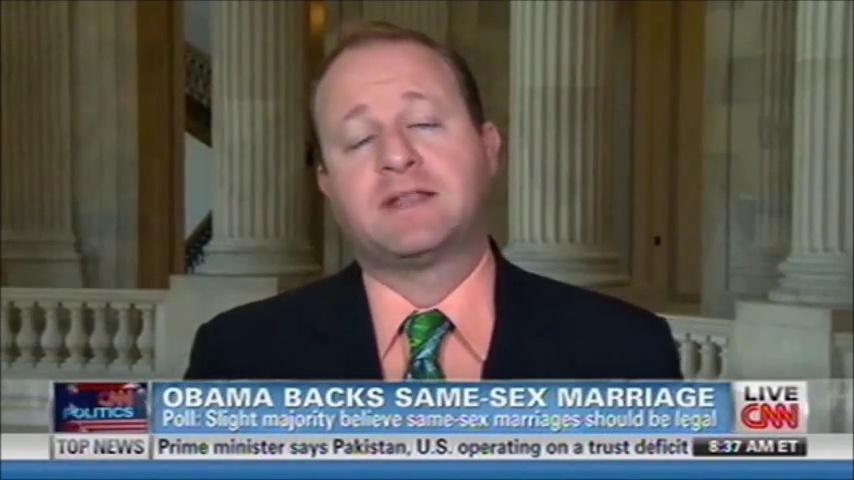 OBAMA BACKS SAME-SEX MARRIAGE
CNN
POLITICS
Poll: Slight majority believe same-sex marriages should be legal
LIVE
CNN
TOP NEWS Prime minister says Pakistan, U.S. operating on a trust deficit 8:37 AM ET